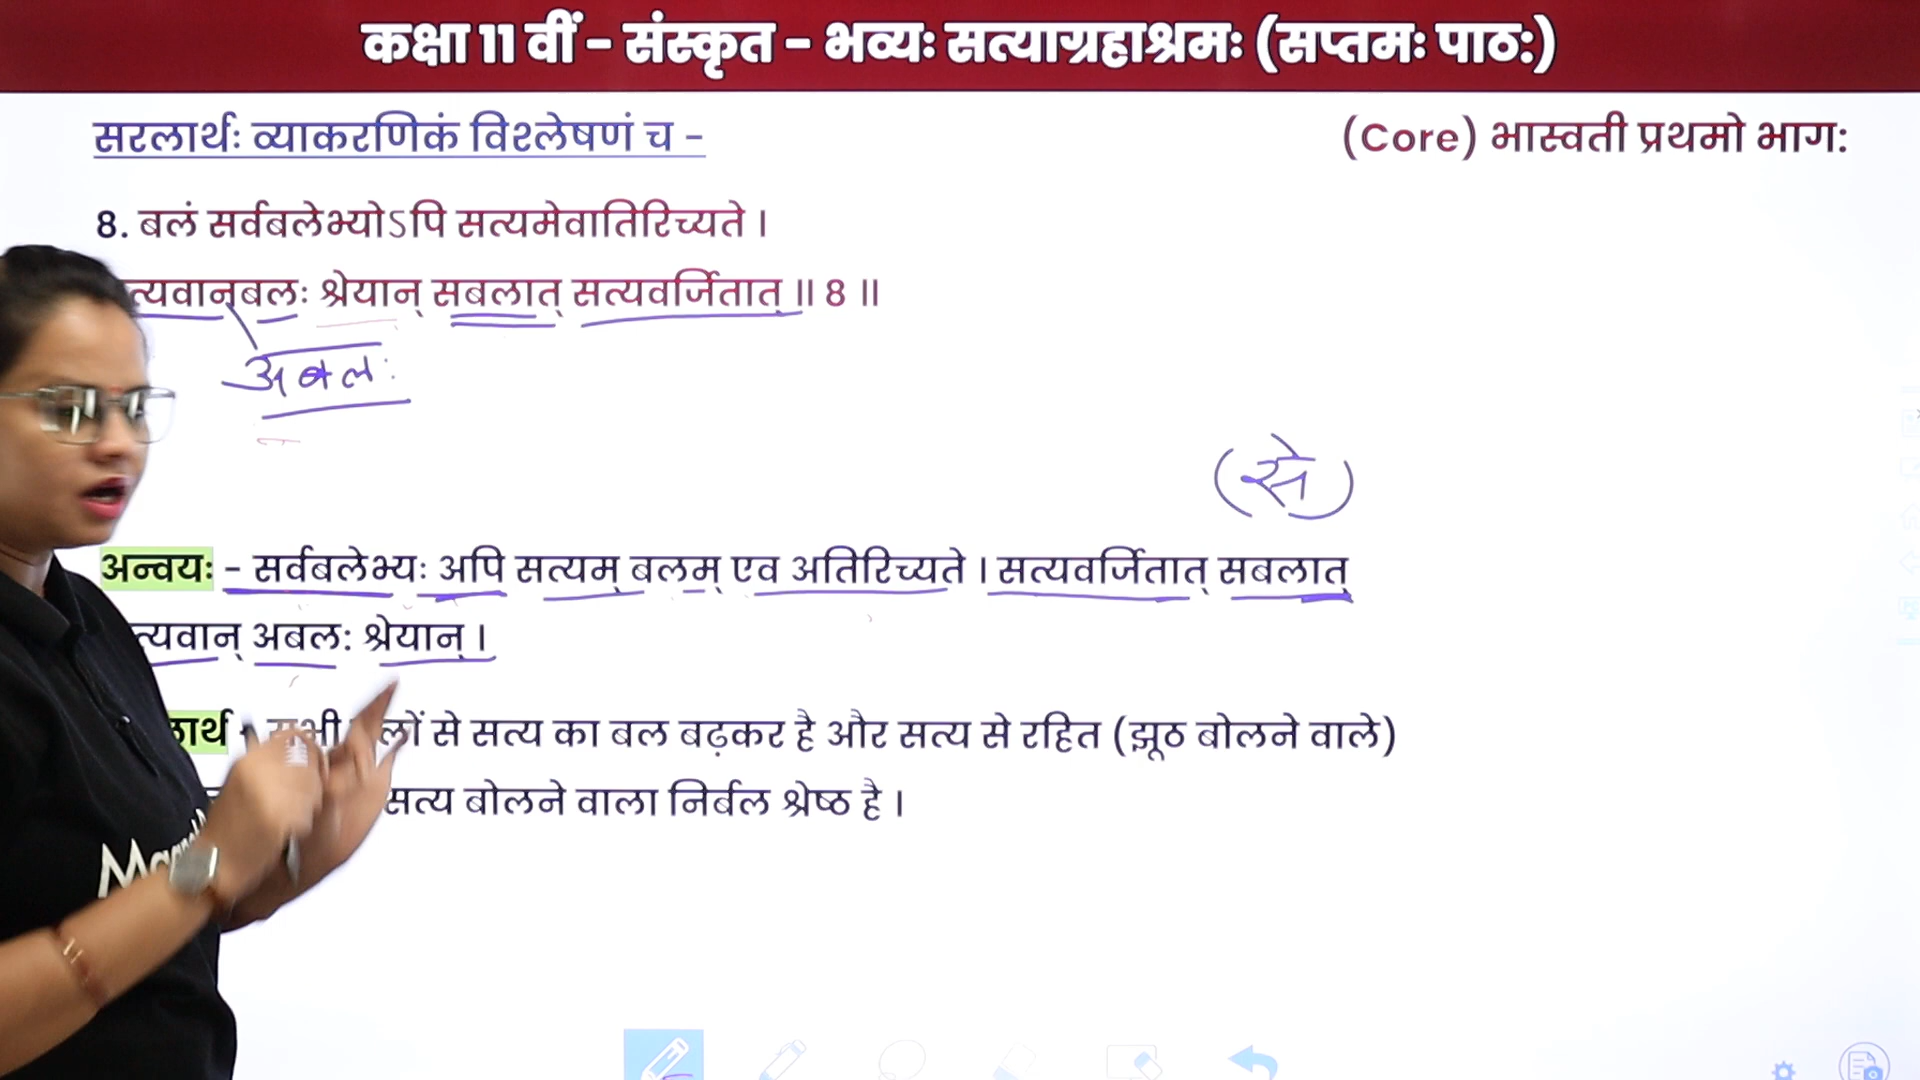 कक्षा 11 वीं - संस्कृत - भव्यः सत्याग्रहाश्रमः (सप्तमः पाठः)
सरलार्थः व्याकरणिकं विश्लेषणं च -
(Core) भास्वती प्रथमो भागः
8. बलं सर्वबलेभ्योऽपि सत्यमेवातिरिच्यते ।
त्यवानबलः श्रेयान् सबलात् सत्यवर्जितात् ॥ 8 ॥
अबलः
(से)
अन्वयः - सर्वबलेभ्यः अपि सत्यम् बलम् एव अतिरिच्यते । सत्यवर्जितात् सबलात्
त्यवान् अबलः श्रेयान् ।
लार्थ - सभी लों से सत्य का बल बढ़कर है और सत्य से रहित (झूठ बोलने वाले)
सत्य बोलने वाला निर्बल श्रेष्ठ है ।